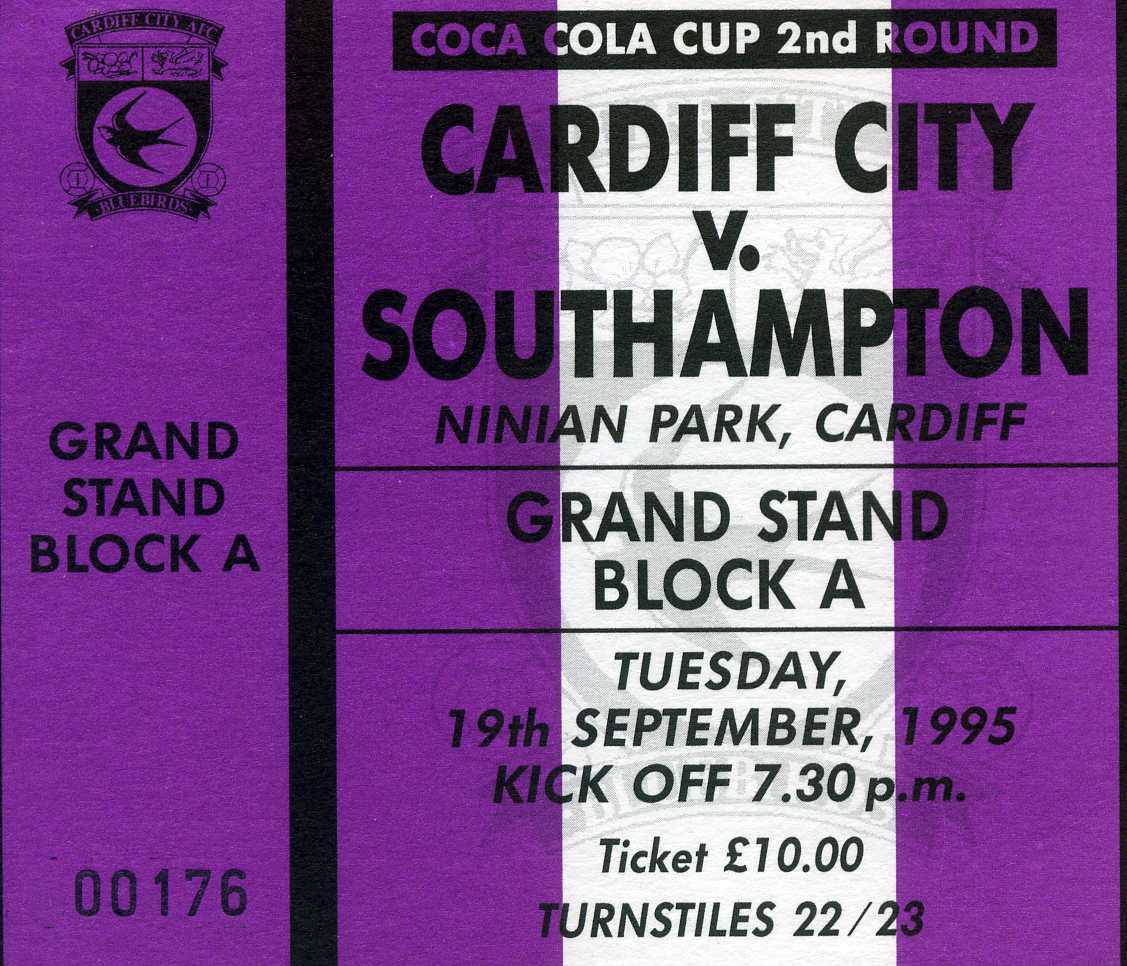 CARDIFF CITY AFC
BLUEBIRDS
GRAND
STAND
BLOCK A
00176
COCA COLA CUP 2nd ROUND
CARDIFF CITY
v.
SOUTHAMPTON
NINIAN PARK, CARDIFF
GRAND STAND
BLOCK A
TUESDAY,
19th SEPTEMBER, 1995
KICK OFF 7.30 p.m.
Ticket £10.00
TURNSTILES 22/23